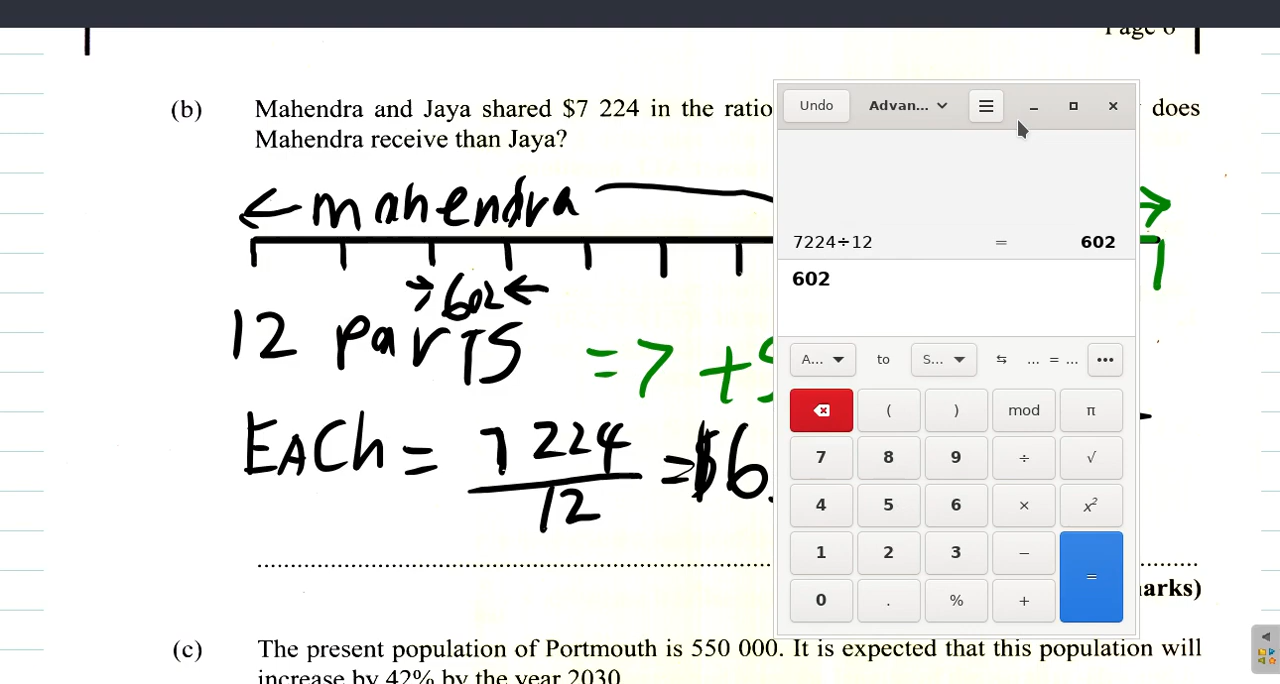 Page 6
(b) Mahendra and Jaya shared $7 224 in the ratio does
Mahendra receive than Jaya?
mahendra
602
12 parts = 7 + 5
EACh = 7 224 / 12 = $6
(c) The present population of Portmouth is 550 000. It is expected that this population will
increase by 42% by the year 2030
Undo Advan...
7224÷12 = 602
602
A... to S... ⇆ ... = ... •••
( ) mod π
7 8 9 ÷ √
4 5 6 × x²
1 2 3 −
=
0 . % +